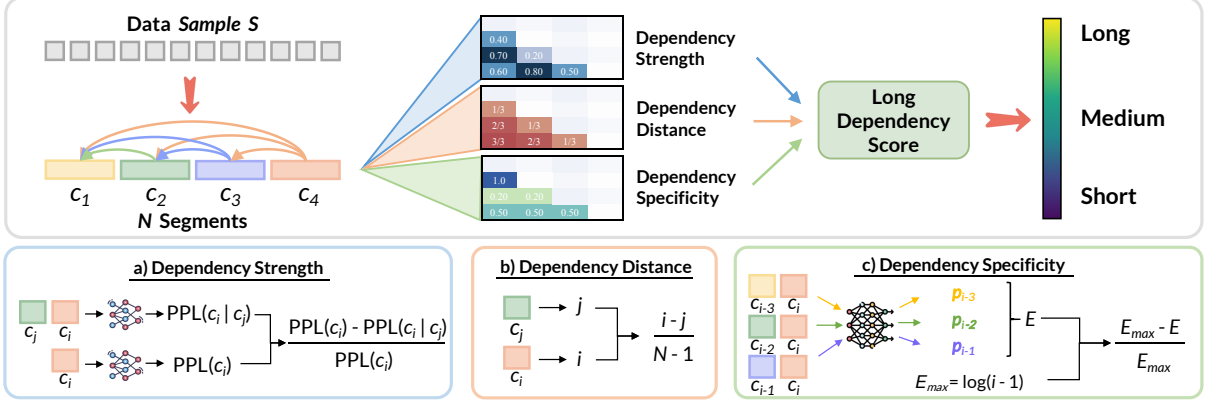 Data Sample S
C1 C2 C3 C4
N Segments
0.40
0.70 0.20
0.60 0.80 0.50
Dependency
Strength
1/3
2/3 1/3
3/3 2/3 1/3
Dependency
Distance
1.0
0.20 0.20
0.50 0.50 0.50
Dependency
Specificity
Long
Dependency
Score
Long
Medium
Short
a) Dependency Strength
cj ci
PPL(ci | cj)
ci
PPL(ci)
PPL(ci) - PPL(ci | cj)
PPL(ci)
b) Dependency Distance
cj
j
ci
i
i - j
N - 1
c) Dependency Specificity
ci-3 ci
ci-2 ci
ci-1 ci
pi-3
pi-2
pi-1
E
Emax = log(i - 1)
Emax - E
Emax